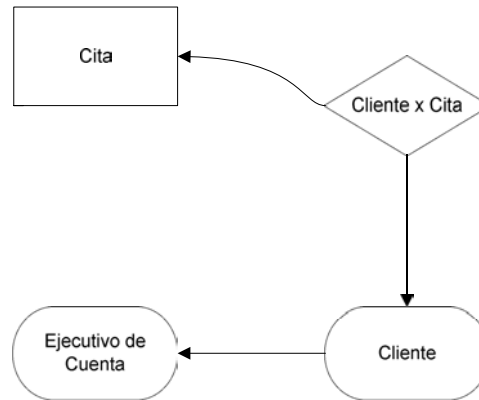 Cita
Cliente x Cita
Ejecutivo de
Cuenta
Cliente